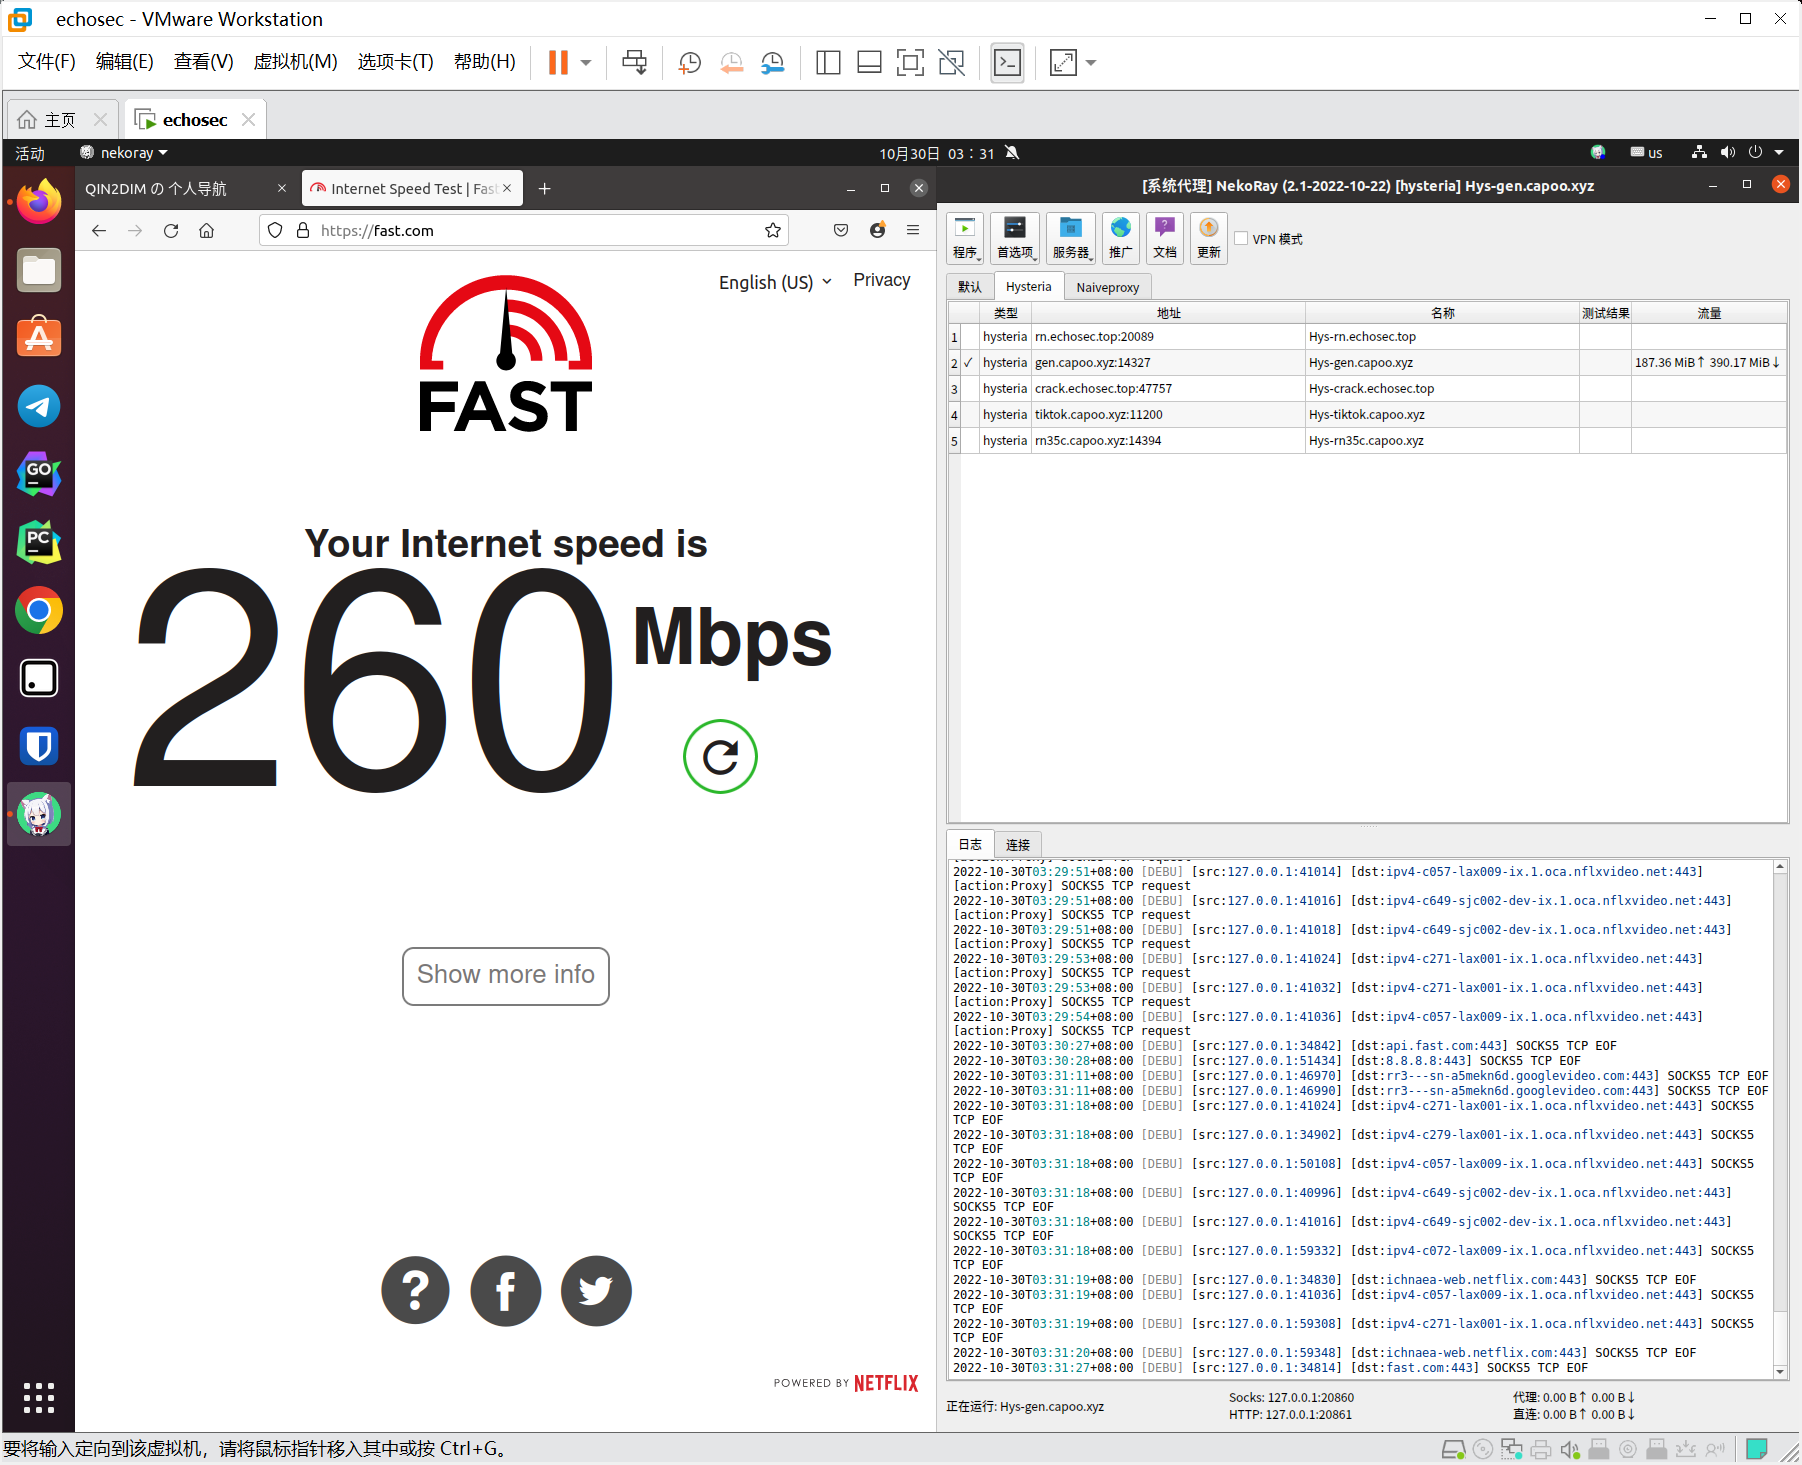 echosec - VMware Workstation
文件(F) 编辑(E) 查看(V) 虚拟机(M) 选项卡(T) 帮助(H)
主页 echosec
活动 nekoray 10月30日 03：31 us
QIN2DIM の 个人导航 Internet Speed Test | Fast
https://fast.com
English (US) Privacy
FAST
Your Internet speed is
260 Mbps
Show more info
POWERED BY NETFLIX
GO
PC
[系统代理] NekoRay (2.1-2022-10-22) [hysteria] Hys-gen.capoo.xyz
程序 首选项 服务器 推广 文档 更新 VPN 模式
默认 Hysteria Naiveproxy
类型 地址 名称 测试结果 流量
1 hysteria rn.echosec.top:20089 Hys-rn.echosec.top
2 ✓ hysteria gen.capoo.xyz:14327 Hys-gen.capoo.xyz 187.36 MiB↑ 390.17 MiB↓
3 hysteria crack.echosec.top:47757 Hys-crack.echosec.top
4 hysteria tiktok.capoo.xyz:11200 Hys-tiktok.capoo.xyz
5 hysteria rn35c.capoo.xyz:14394 Hys-rn35c.capoo.xyz
日志 连接
[action:Proxy] SOCKS5 TCP request
2022-10-30T03:29:51+08:00 [DEBU] [src:127.0.0.1:41014] [dst:ipv4-c057-lax009-ix.1.oca.nflxvideo.net:443]
[action:Proxy] SOCKS5 TCP request
2022-10-30T03:29:51+08:00 [DEBU] [src:127.0.0.1:41016] [dst:ipv4-c649-sjc002-dev-ix.1.oca.nflxvideo.net:443]
[action:Proxy] SOCKS5 TCP request
2022-10-30T03:29:51+08:00 [DEBU] [src:127.0.0.1:41018] [dst:ipv4-c649-sjc002-dev-ix.1.oca.nflxvideo.net:443]
[action:Proxy] SOCKS5 TCP request
2022-10-30T03:29:53+08:00 [DEBU] [src:127.0.0.1:41024] [dst:ipv4-c271-lax001-ix.1.oca.nflxvideo.net:443]
[action:Proxy] SOCKS5 TCP request
2022-10-30T03:29:53+08:00 [DEBU] [src:127.0.0.1:41032] [dst:ipv4-c271-lax001-ix.1.oca.nflxvideo.net:443]
[action:Proxy] SOCKS5 TCP request
2022-10-30T03:29:54+08:00 [DEBU] [src:127.0.0.1:41036] [dst:ipv4-c057-lax009-ix.1.oca.nflxvideo.net:443]
[action:Proxy] SOCKS5 TCP request
2022-10-30T03:30:27+08:00 [DEBU] [src:127.0.0.1:34842] [dst:api.fast.com:443] SOCKS5 TCP EOF
2022-10-30T03:30:28+08:00 [DEBU] [src:127.0.0.1:51434] [dst:8.8.8.8:443] SOCKS5 TCP EOF
2022-10-30T03:31:11+08:00 [DEBU] [src:127.0.0.1:46970] [dst:rr3---sn-a5mekn6d.googlevideo.com:443] SOCKS5 TCP EOF
2022-10-30T03:31:11+08:00 [DEBU] [src:127.0.0.1:46990] [dst:rr3---sn-a5mekn6d.googlevideo.com:443] SOCKS5 TCP EOF
2022-10-30T03:31:18+08:00 [DEBU] [src:127.0.0.1:41024] [dst:ipv4-c271-lax001-ix.1.oca.nflxvideo.net:443] SOCKS5
TCP EOF
2022-10-30T03:31:18+08:00 [DEBU] [src:127.0.0.1:34902] [dst:ipv4-c279-lax001-ix.1.oca.nflxvideo.net:443] SOCKS5
TCP EOF
2022-10-30T03:31:18+08:00 [DEBU] [src:127.0.0.1:50108] [dst:ipv4-c057-lax009-ix.1.oca.nflxvideo.net:443] SOCKS5
TCP EOF
2022-10-30T03:31:18+08:00 [DEBU] [src:127.0.0.1:40996] [dst:ipv4-c649-sjc002-dev-ix.1.oca.nflxvideo.net:443]
SOCKS5 TCP EOF
2022-10-30T03:31:18+08:00 [DEBU] [src:127.0.0.1:41016] [dst:ipv4-c649-sjc002-dev-ix.1.oca.nflxvideo.net:443]
SOCKS5 TCP EOF
2022-10-30T03:31:18+08:00 [DEBU] [src:127.0.0.1:59332] [dst:ipv4-c072-lax009-ix.1.oca.nflxvideo.net:443] SOCKS5
TCP EOF
2022-10-30T03:31:19+08:00 [DEBU] [src:127.0.0.1:34830] [dst:ichnaea-web.netflix.com:443] SOCKS5 TCP EOF
2022-10-30T03:31:19+08:00 [DEBU] [src:127.0.0.1:41036] [dst:ipv4-c057-lax009-ix.1.oca.nflxvideo.net:443] SOCKS5
TCP EOF
2022-10-30T03:31:19+08:00 [DEBU] [src:127.0.0.1:59308] [dst:ipv4-c271-lax001-ix.1.oca.nflxvideo.net:443] SOCKS5
TCP EOF
2022-10-30T03:31:20+08:00 [DEBU] [src:127.0.0.1:59348] [dst:ichnaea-web.netflix.com:443] SOCKS5 TCP EOF
2022-10-30T03:31:27+08:00 [DEBU] [src:127.0.0.1:34814] [dst:fast.com:443] SOCKS5 TCP EOF
正在运行: Hys-gen.capoo.xyz
Socks: 127.0.0.1:20860
HTTP: 127.0.0.1:20861
代理: 0.00 B↑ 0.00 B↓
直连: 0.00 B↑ 0.00 B↓
要将输入定向到该虚拟机，请将鼠标指针移入其中或按 Ctrl+G。